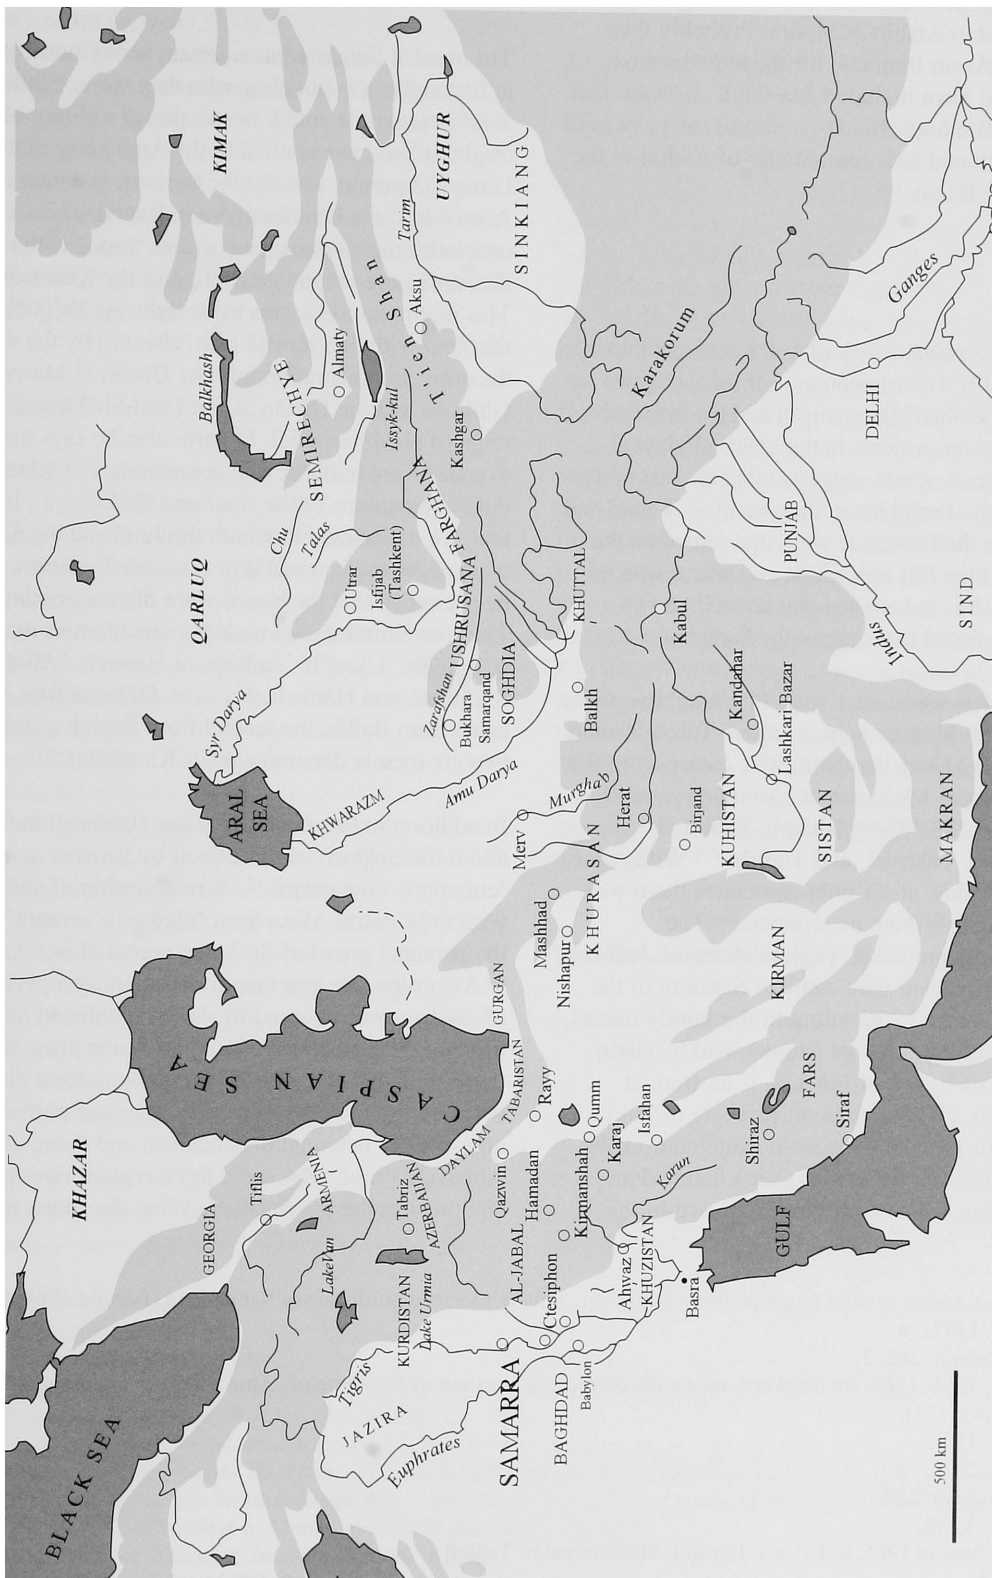 BLACK SEA
KHAZAR
GEORGIA
Tiflis
ARMENIA
LakeVan
Tabriz
AZERBAIJAN
KURDISTAN
Lake Urmia
Tigris
JAZIRA
Euphrates
SAMARRA
BAGHDAD
Babylon
Ctesiphon
AL-JABAL
Qazwin
Hamadan
Kirmanshah
Karaj
Qumm
Rayy
DAYLAM
TABARISTAN
Isfahan
Karun
Ahwaz
KHUZISTAN
Basra
GULF
Shiraz
FARS
Siraf
500 km
CASPIAN SEA
GURGAN
Mashhad
Nishapur
KHURASAN
KIRMAN
ARAL
SEA
KHWARAZM
Syr Darya
Amu Darya
Merv
Murghab
Herat
Birjand
KUHISTAN
SISTAN
MAKRAN
QARLUQ
Chu
Talas
Utrar
Isfijab
(Tashkent)
Zarafshan
USHRUSANA
FARGHANA
Bukhara
Samarqand
SOGHDIA
Balkh
KHUTTAL
Kabul
Kandahar
Lashkari Bazar
Indus
SIND
PUNJAB
KIMAK
Balkhash
SEMIRECHYE
Almaty
Issyk-kul
T'ien Shan
Aksu
Kashgar
Tarim
UYGHUR
SINKIANG
Karakorum
DELHI
Ganges